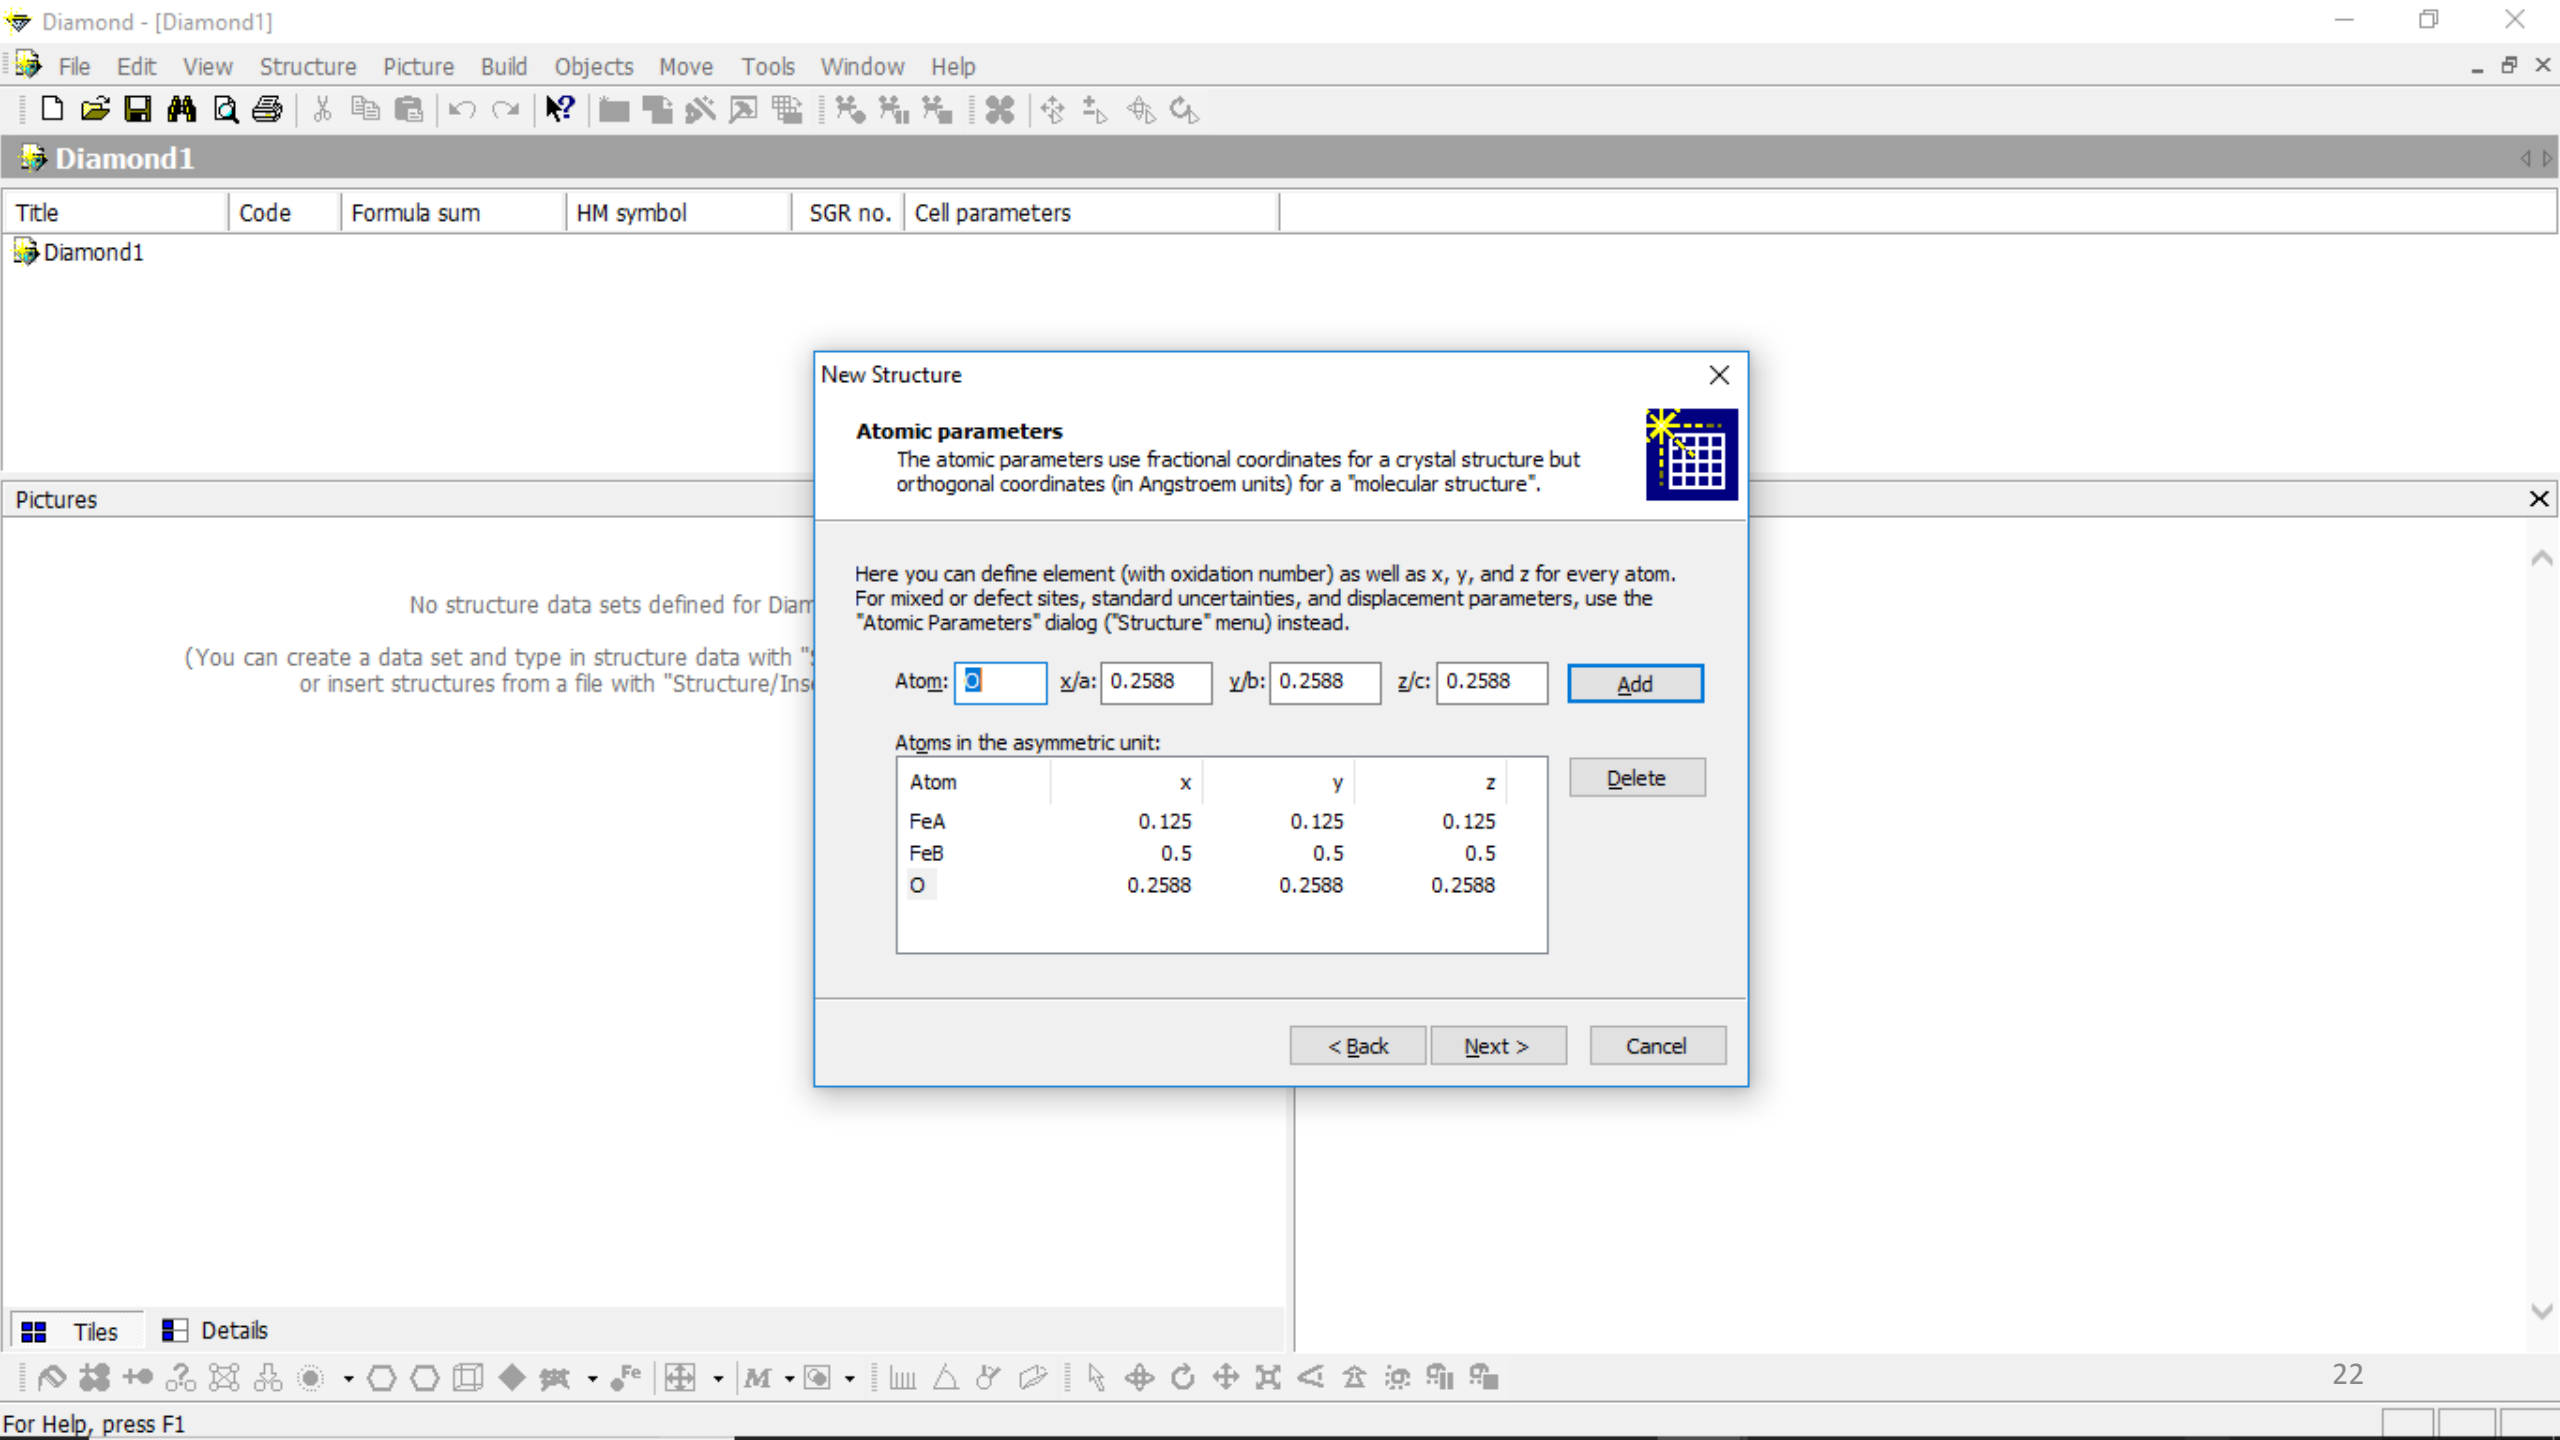 Diamond - [Diamond1]
File Edit View Structure Picture Build Objects Move Tools Window Help
Diamond1
Title Code Formula sum HM symbol SGR no. Cell parameters
Diamond1
New Structure
Atomic parameters
The atomic parameters use fractional coordinates for a crystal structure but
orthogonal coordinates (in Angstroem units) for a "molecular structure".
Pictures
Here you can define element (with oxidation number) as well as x, y, and z for every atom.
For mixed or defect sites, standard uncertainties, and displacement parameters, use the
"Atomic Parameters" dialog ("Structure" menu) instead.
No structure data sets defined for Diam
(You can create a data set and type in structure data with "S
or insert structures from a file with "Structure/Inse
Atom: O x/a: 0.2588 y/b: 0.2588 z/c: 0.2588 Add
Atoms in the asymmetric unit:
Atom x y z Delete
FeA 0.125 0.125 0.125
FeB 0.5 0.5 0.5
O 0.2588 0.2588 0.2588
< Back Next > Cancel
Tiles Details
Fe M 22
For Help, press F1